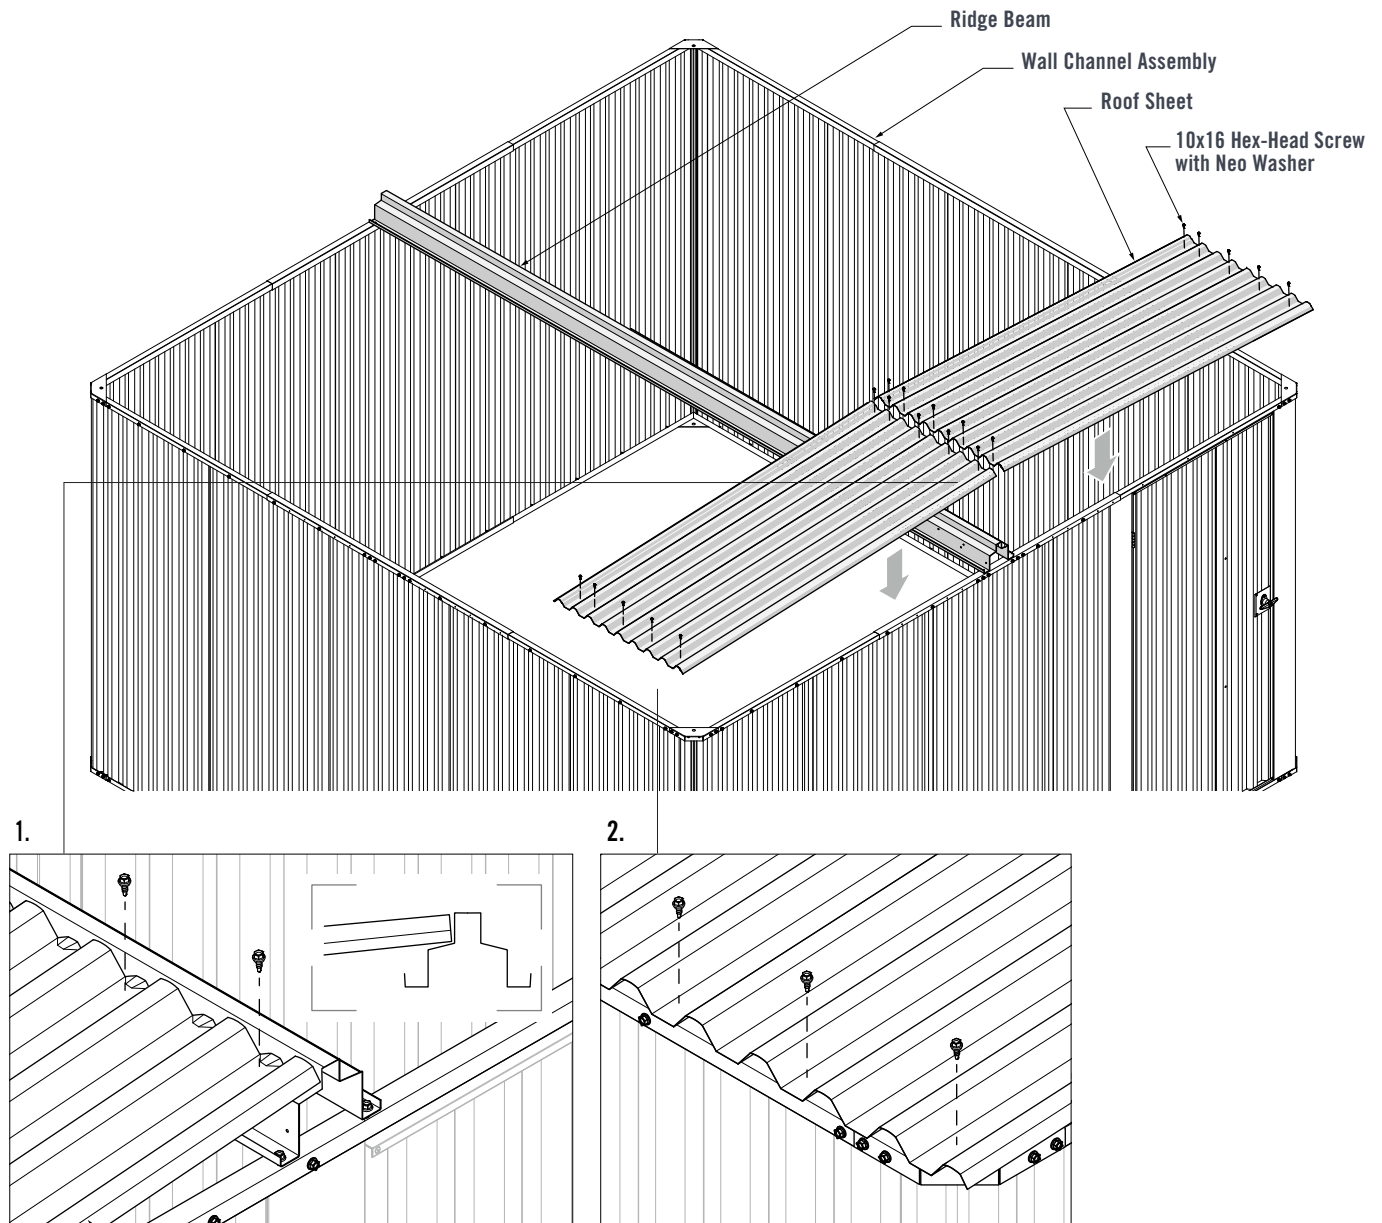 Ridge Beam
Wall Channel Assembly
Roof Sheet
10x16 Hex-Head Screw
with Neo Washer
1.
2.